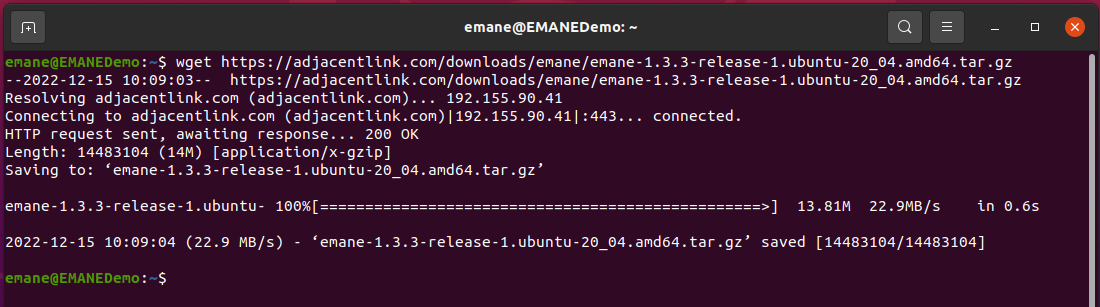 emane@EMANEDemo: ~
emane@EMANEDemo:~$ wget https://adjacentlink.com/downloads/emane/emane-1.3.3-release-1.ubuntu-20_04.amd64.tar.gz
--2022-12-15 10:09:03--  https://adjacentlink.com/downloads/emane/emane-1.3.3-release-1.ubuntu-20_04.amd64.tar.gz
Resolving adjacentlink.com (adjacentlink.com)... 192.155.90.41
Connecting to adjacentlink.com (adjacentlink.com)|192.155.90.41|:443... connected.
HTTP request sent, awaiting response... 200 OK
Length: 14483104 (14M) [application/x-gzip]
Saving to: ‘emane-1.3.3-release-1.ubuntu-20_04.amd64.tar.gz’
emane-1.3.3-release-1.ubuntu- 100%[=================================================>]  13.81M  22.9MB/s    in 0.6s
2022-12-15 10:09:04 (22.9 MB/s) - ‘emane-1.3.3-release-1.ubuntu-20_04.amd64.tar.gz’ saved [14483104/14483104]
emane@EMANEDemo:~$